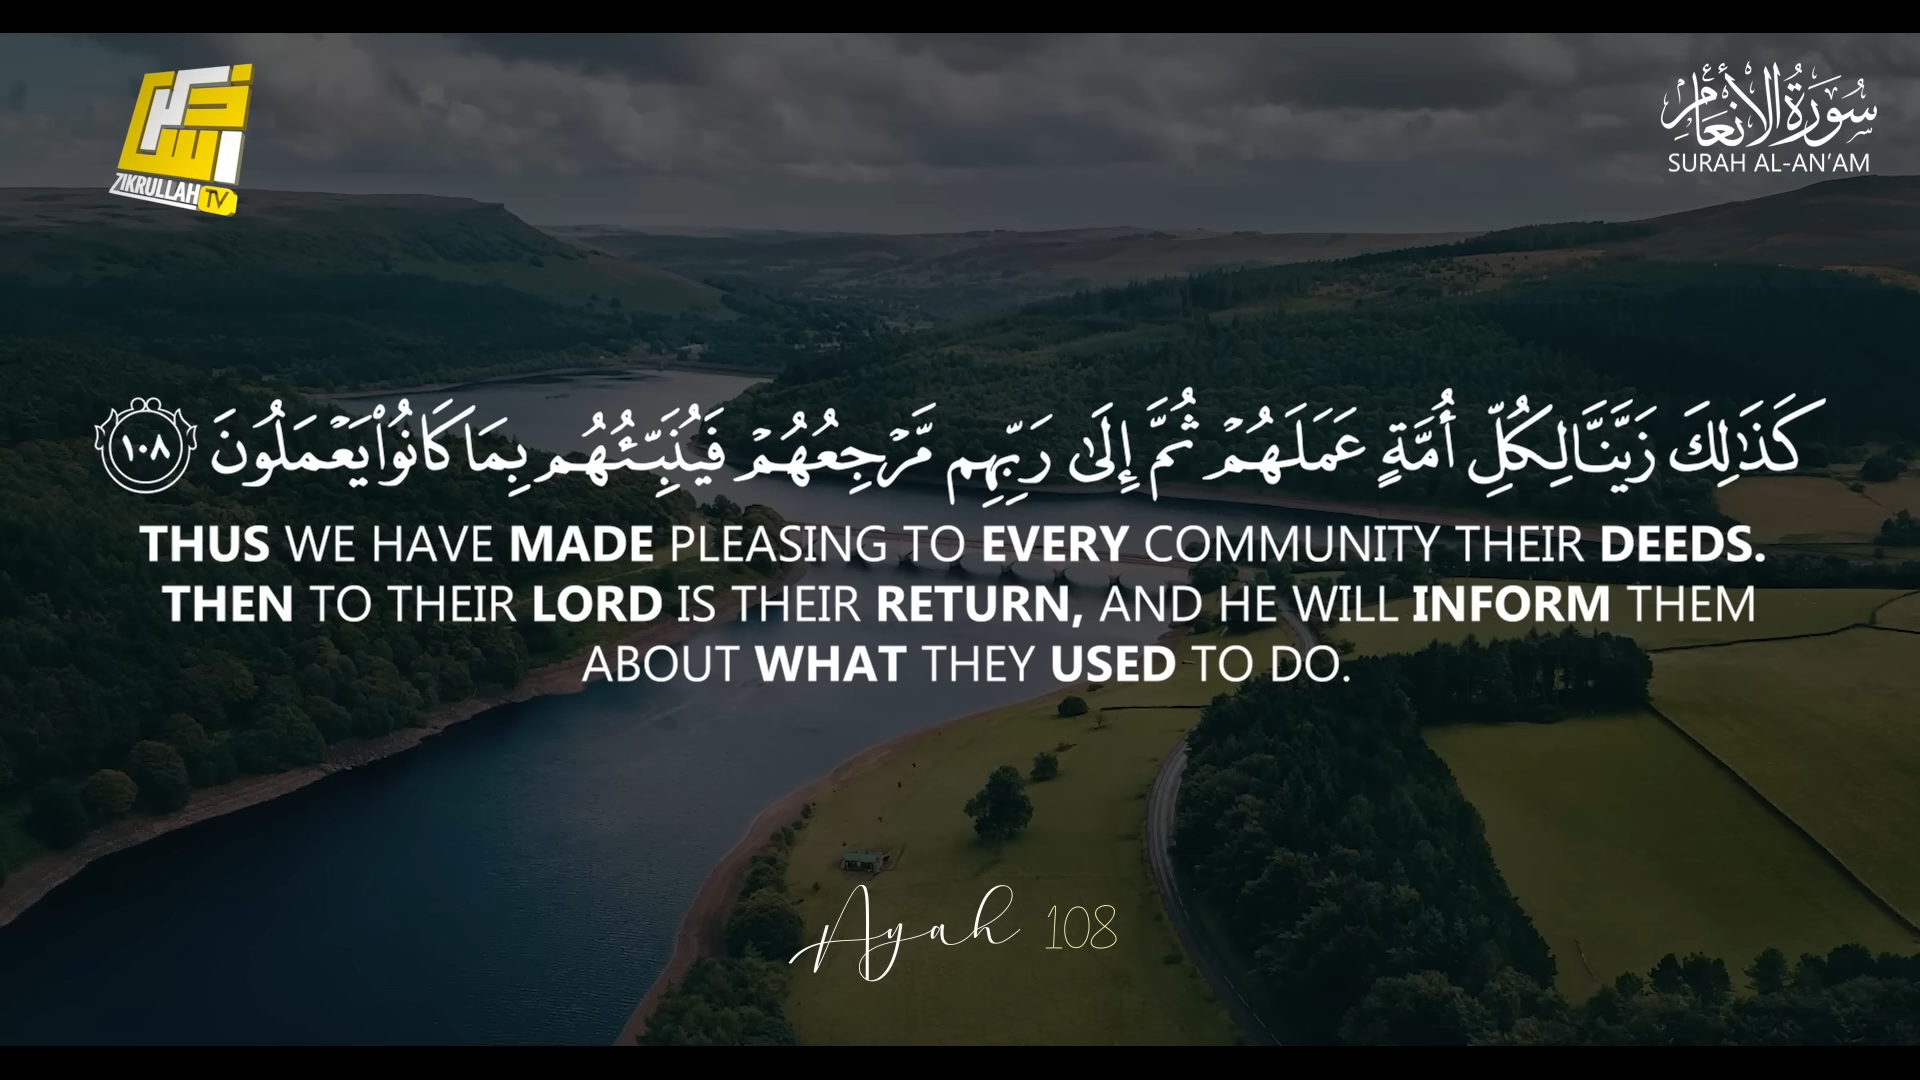 ZIKRULLAH TV
سُورَةُ الْأَنْعَامِ
SURAH AL-AN'AM
كَذَٰلِكَ زَيَّنَّا لِكُلِّ أُمَّةٍ عَمَلَهُمْ ثُمَّ إِلَىٰ رَبِّهِم مَّرْجِعُهُمْ فَيُنَبِّئُهُم بِمَا كَانُوا۟ يَعْمَلُونَ ١٠٨
THUS WE HAVE MADE PLEASING TO EVERY COMMUNITY THEIR DEEDS.
THEN TO THEIR LORD IS THEIR RETURN, AND HE WILL INFORM THEM
ABOUT WHAT THEY USED TO DO.
Ayah 108